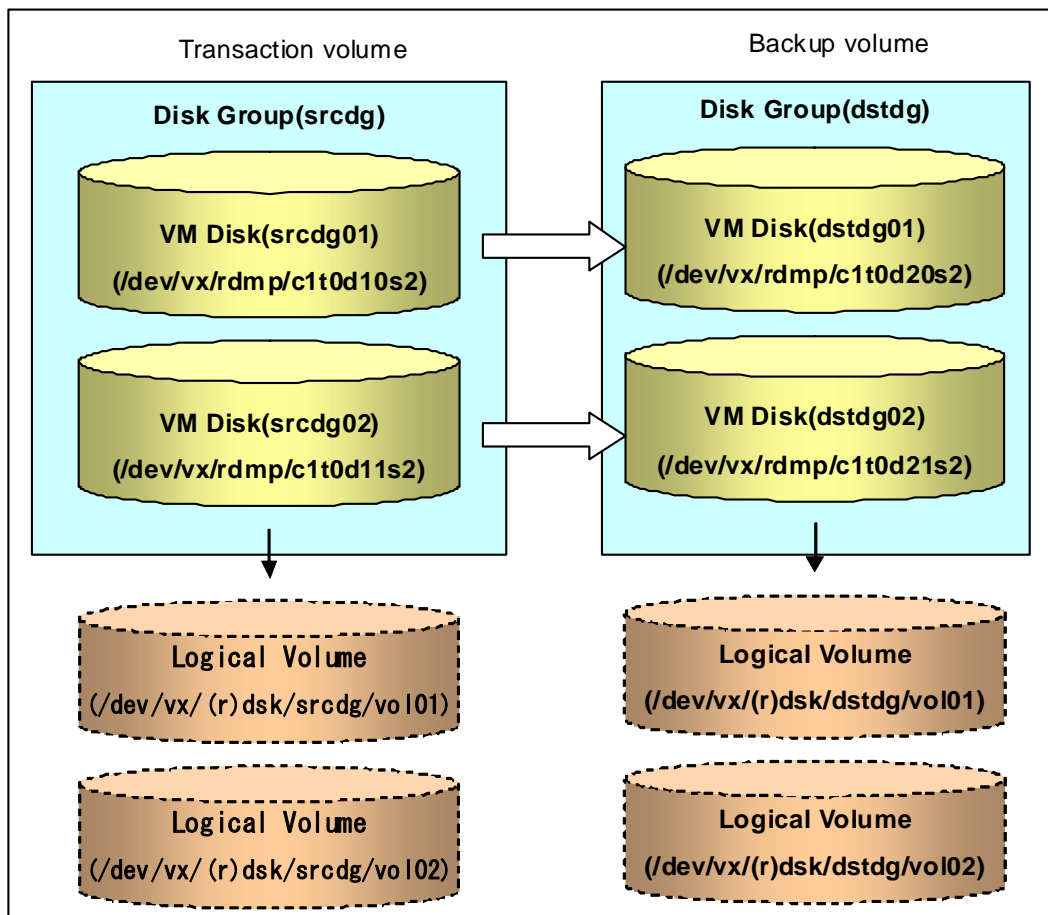 Transaction volume
Disk Group(srcdg)
VM Disk(srcdg01)
(/dev/vx/rdmp/c1t0d10s2)
VM Disk(srcdg02)
(/dev/vx/rdmp/c1t0d11s2)
Logical Volume
(/dev/vx/(r)dsk/srcdg/vol01)
Logical Volume
(/dev/vx/(r)dsk/srcdg/vol02)
Backup volume
Disk Group(dstdg)
VM Disk(dstdg01)
(/dev/vx/rdmp/c1t0d20s2)
VM Disk(dstdg02)
(/dev/vx/rdmp/c1t0d21s2)
Logical Volume
(/dev/vx/(r)dsk/dstdg/vol01)
Logical Volume
(/dev/vx/(r)dsk/dstdg/vol02)